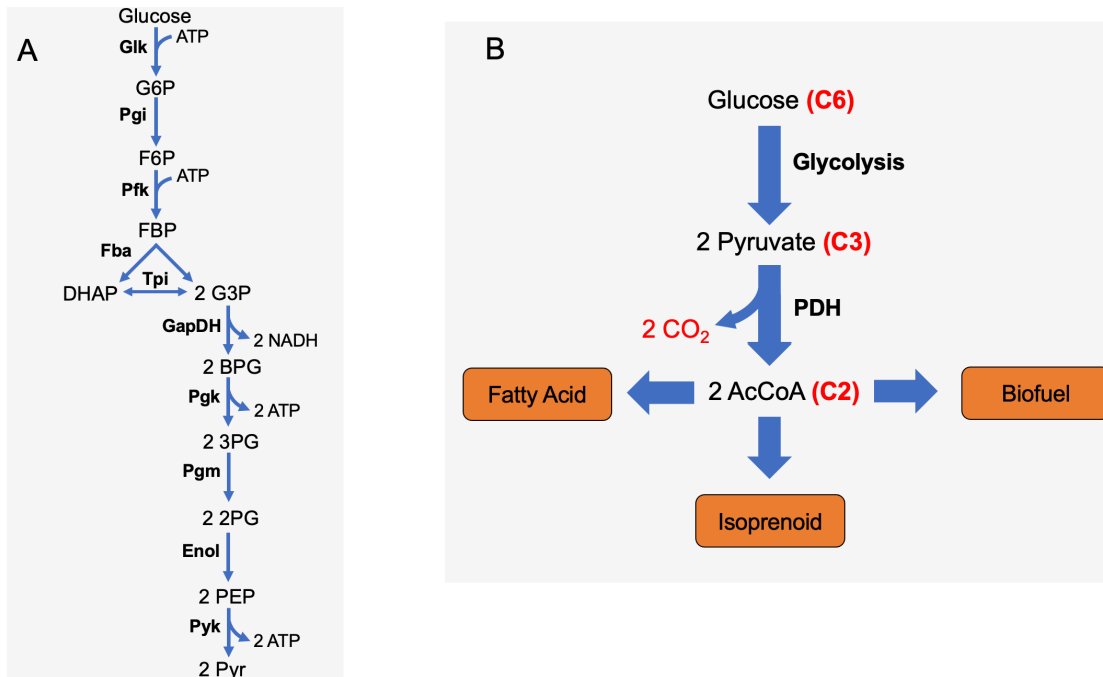 A
Glucose
ATP
Glk
G6P
Pgi
F6P
ATP
Pfk
FBP
Fba
Tpi
DHAP
2 G3P
GapDH
2 NADH
2 BPG
Pgk
2 ATP
2 3PG
Pgm
2 2PG
Enol
2 PEP
Pyk
2 ATP
2 Pyr
B
Glucose (C6)
Glycolysis
2 Pyruvate (C3)
PDH
2 CO₂
Fatty Acid
2 AcCoA (C2)
Biofuel
Isoprenoid